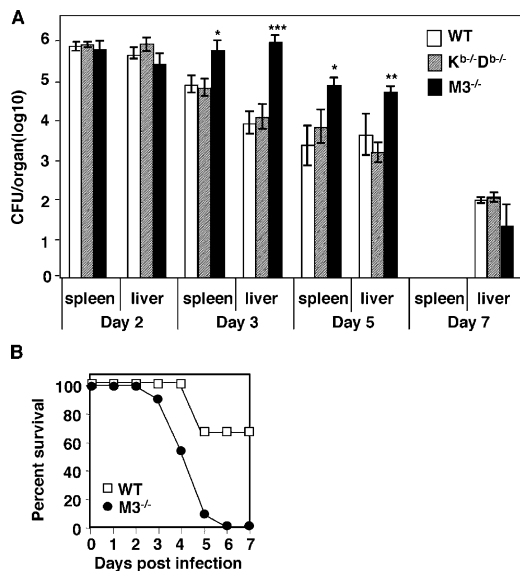 A
CFU/organ(log10)
6
5
4
3
2
1
0
WT
K^b-/-D^b-/-
M3^-/-
*
***
*
**
spleen liver spleen liver spleen liver spleen liver
Day 2 Day 3 Day 5 Day 7
B
Percent survival
100
80
60
40
20
0
WT
M3^-/-
0 1 2 3 4 5 6 7
Days post infection